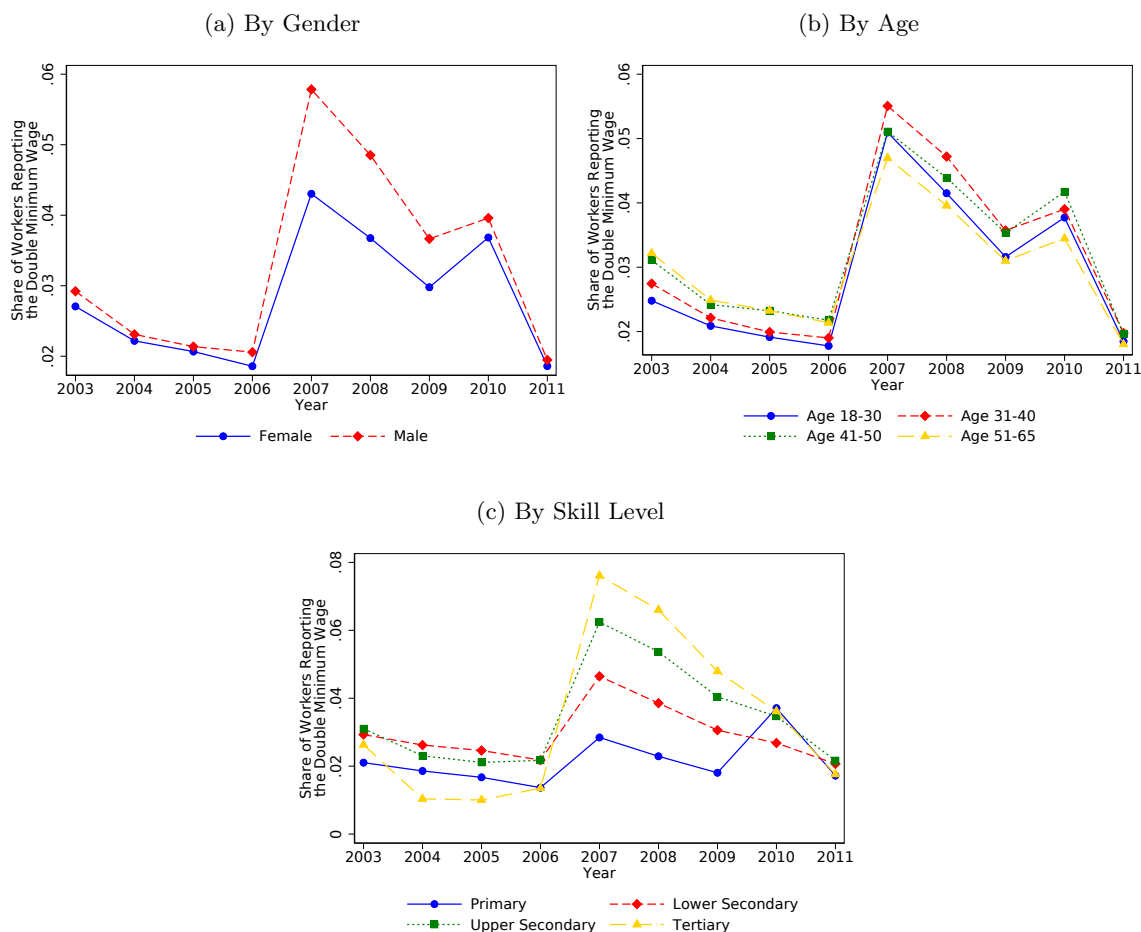 (a) By Gender
Share of Workers Reporting
the Double Minimum Wage
.06
.05
.04
.03
.02
2003 2004 2005 2006 2007 2008 2009 2010 2011
Year
Female Male
(b) By Age
Share of Workers Reporting
the Double Minimum Wage
.06
.05
.04
.03
.02
2003 2004 2005 2006 2007 2008 2009 2010 2011
Year
Age 18-30 Age 31-40
Age 41-50 Age 51-65
(c) By Skill Level
Share of Workers Reporting
the Double Minimum Wage
.08
.06
.04
.02
0
2003 2004 2005 2006 2007 2008 2009 2010 2011
Year
Primary Lower Secondary
Upper Secondary Tertiary